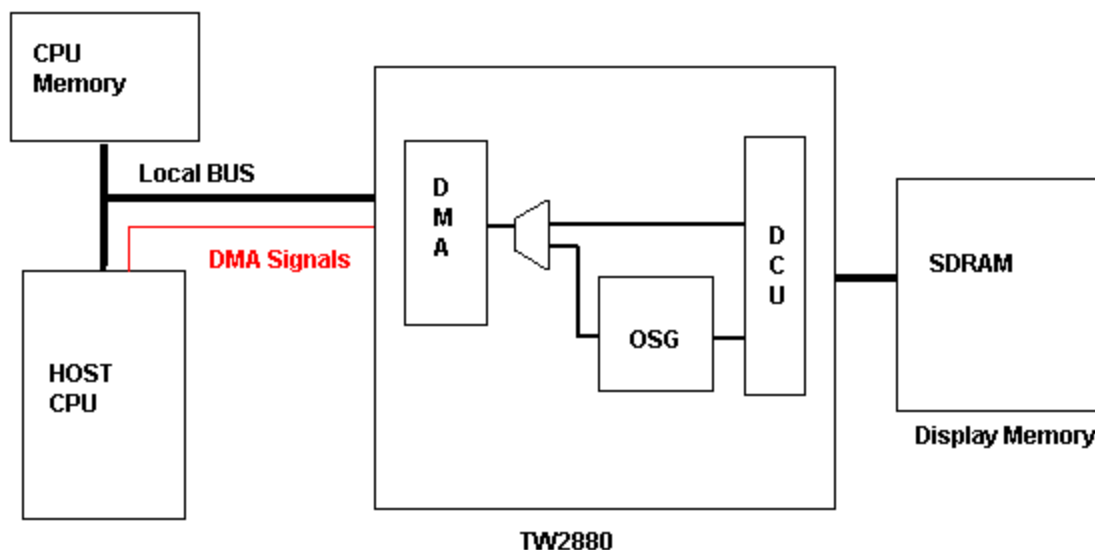 CPU
Memory
Local BUS
DMA Signals
HOST
CPU
D
M
A
OSG
D
C
U
SDRAM
Display Memory
TW2880